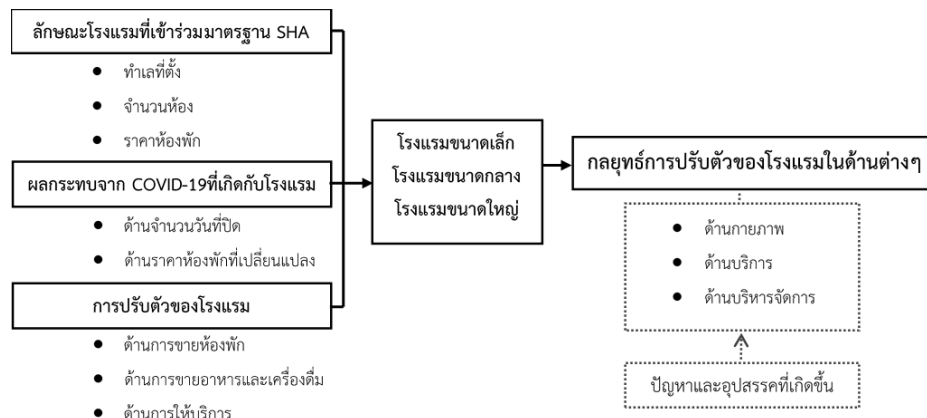 ลักษณะโรงแรมที่เข้าร่วมมาตรฐาน SHA
● ทำเลที่ตั้ง
● จำนวนห้อง
● ราคาห้องพัก
ผลกระทบจาก COVID-19ที่เกิดกับโรงแรม
● ด้านจำนวนวันที่ปิด
● ด้านราคาห้องพักที่เปลี่ยนแปลง
การปรับตัวของโรงแรม
● ด้านการขายห้องพัก
● ด้านการขายอาหารและเครื่องดื่ม
● ด้านการให้บริการ
โรงแรมขนาดเล็ก
โรงแรมขนาดกลาง
โรงแรมขนาดใหญ่
กลยุทธ์การปรับตัวของโรงแรมในด้านต่างๆ
● ด้านกายภาพ
● ด้านบริการ
● ด้านบริหารจัดการ
ปัญหาและอุปสรรคที่เกิดขึ้น